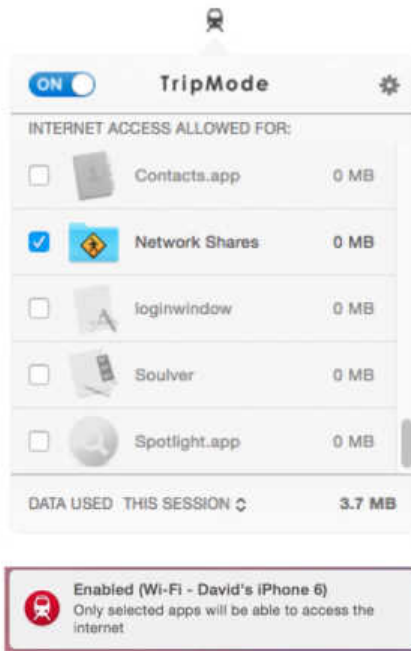 ON TripMode
INTERNET ACCESS ALLOWED FOR:
Contacts.app 0 MB
Network Shares 0 MB
loginwindow 0 MB
Soulver 0 MB
Spotlight.app 0 MB
DATA USED THIS SESSION 3.7 MB
Enabled (Wi-Fi - David's iPhone 6)
Only selected apps will be able to access the
internet